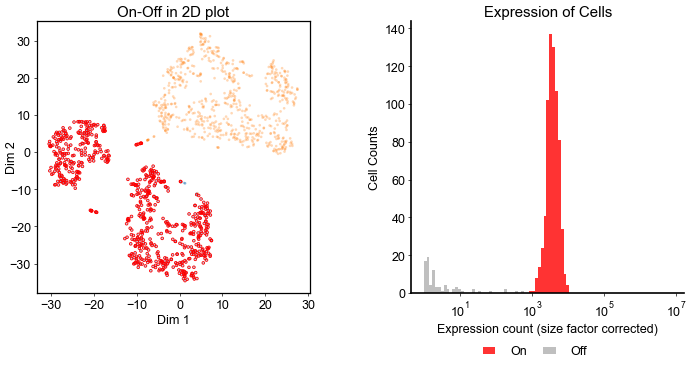 On-Off in 2D plot
Expression of Cells
30
20
10
0
−10
−20
−30
Dim 2
−30 −20 −10 0 10 20 30
Dim 1
140
120
100
80
60
40
20
0
Cell Counts
10^1 10^3 10^5 10^7
Expression count (size factor corrected)
On Off